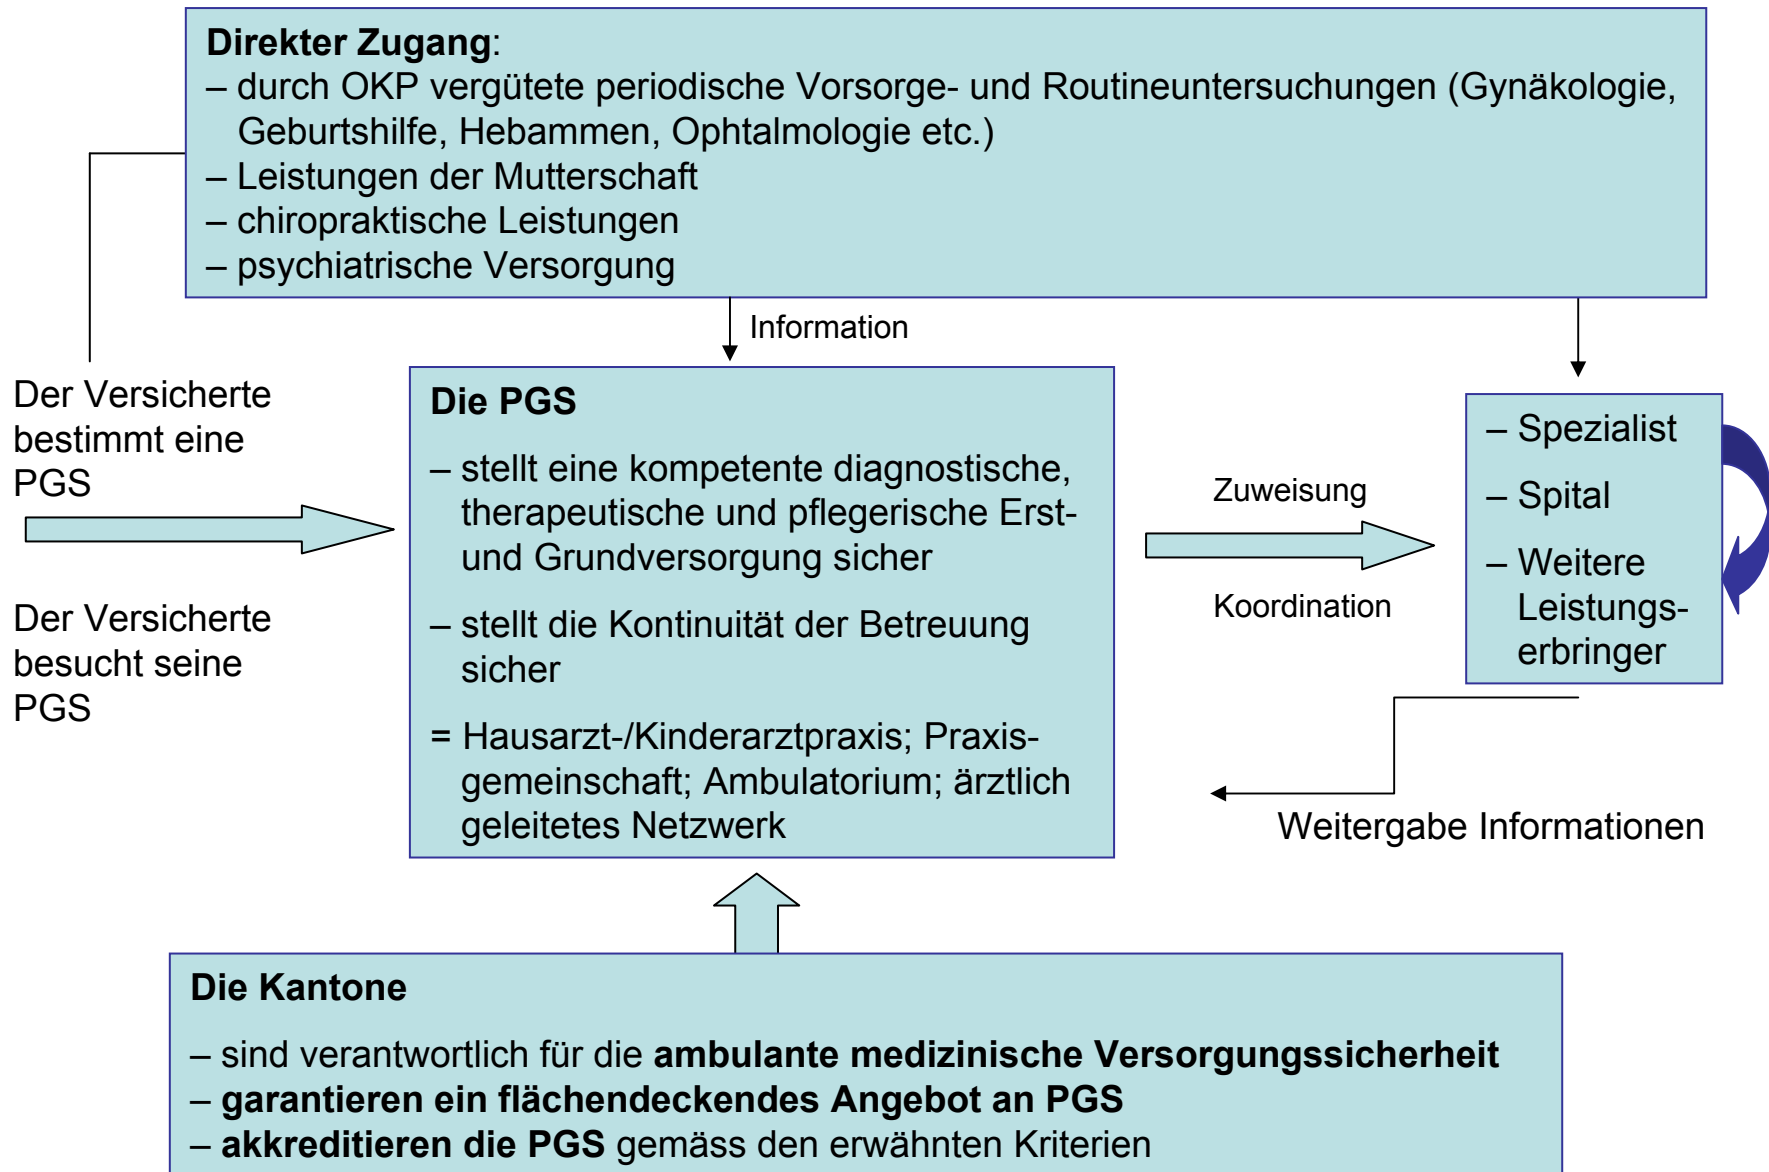 Direkter Zugang:
– durch OKP vergütete periodische Vorsorge- und Routineuntersuchungen (Gynäkologie,
Geburtshilfe, Hebammen, Ophtalmologie etc.)
– Leistungen der Mutterschaft
– chiropraktische Leistungen
– psychiatrische Versorgung
Information
Der Versicherte
bestimmt eine
PGS
Der Versicherte
besucht seine
PGS
Die PGS
– stellt eine kompetente diagnostische,
therapeutische und pflegerische Erst-
und Grundversorgung sicher
– stellt die Kontinuität der Betreuung
sicher
= Hausarzt-/Kinderarztpraxis; Praxis-
gemeinschaft; Ambulatorium; ärztlich
geleitetes Netzwerk
Zuweisung
Koordination
– Spezialist
– Spital
– Weitere
Leistungs-
erbringer
Weitergabe Informationen
Die Kantone
– sind verantwortlich für die ambulante medizinische Versorgungssicherheit
– garantieren ein flächendeckendes Angebot an PGS
– akkreditieren die PGS gemäss den erwähnten Kriterien